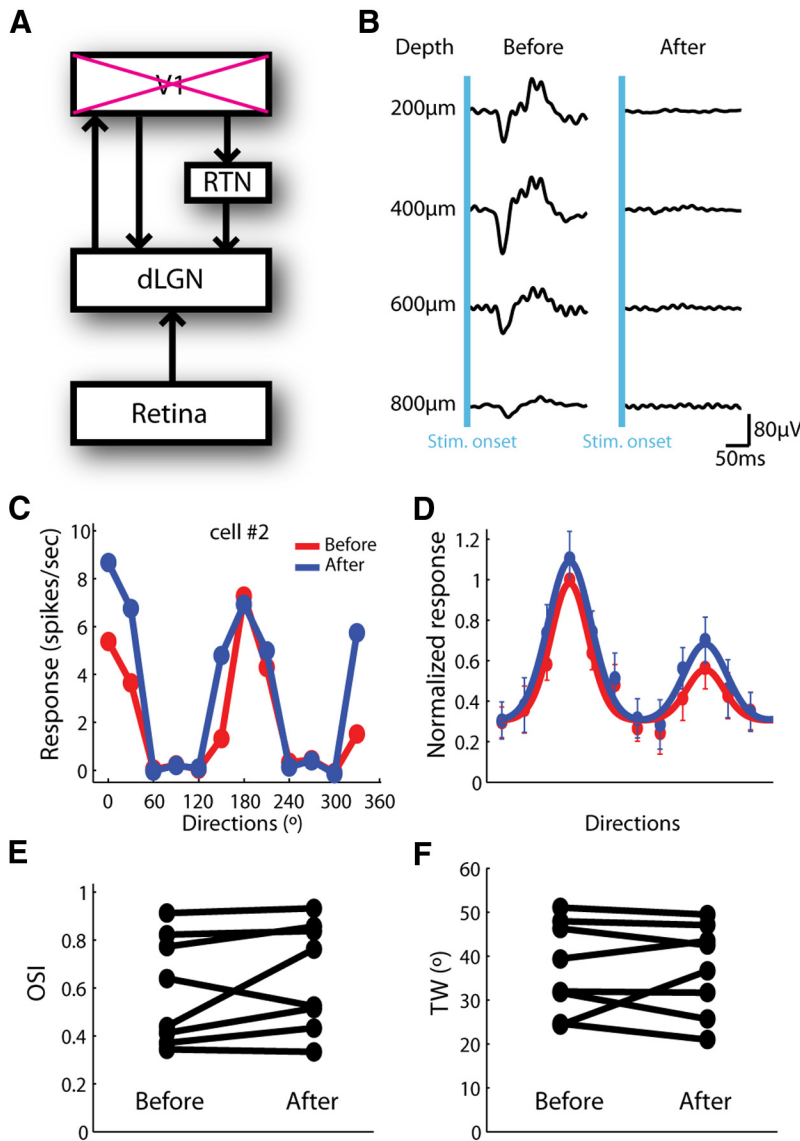 A
V1
RTN
dLGN
Retina
B
Depth Before After
200µm
400µm
600µm
800µm
Stim. onset Stim. onset
80µV
50ms
C
cell #2
Before
After
Response (spikes/sec)
10
8
6
4
2
0
0 60 120 180 240 300 360
Directions (º)
D
Normalized response
1.2
1
0.8
0.6
0.4
0.2
0
Directions
E
OSI
1
0.8
0.6
0.4
0.2
0
Before After
F
TW (º)
60
50
40
30
20
10
0
Before After